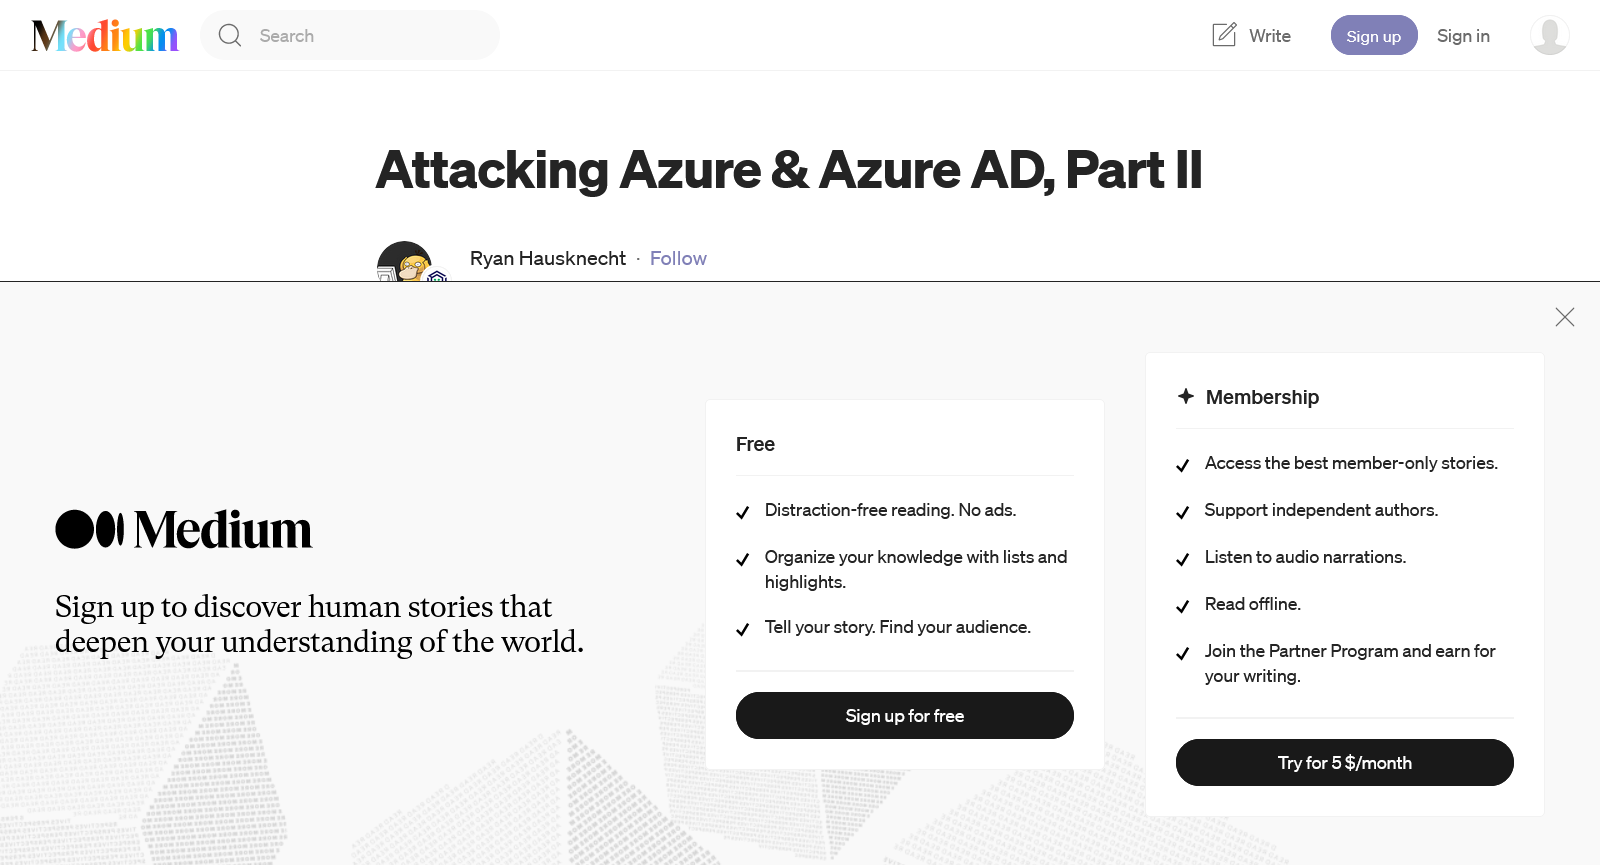 Medium
Search
Write
Sign up
Sign in
Attacking Azure & Azure AD, Part II
Ryan Hausknecht · Follow
Medium
Sign up to discover human stories that
deepen your understanding of the world.
Free
Distraction-free reading. No ads.
Organize your knowledge with lists and
highlights.
Tell your story. Find your audience.
Sign up for free
Membership
Access the best member-only stories.
Support independent authors.
Listen to audio narrations.
Read offline.
Join the Partner Program and earn for
your writing.
Try for 5 $/month